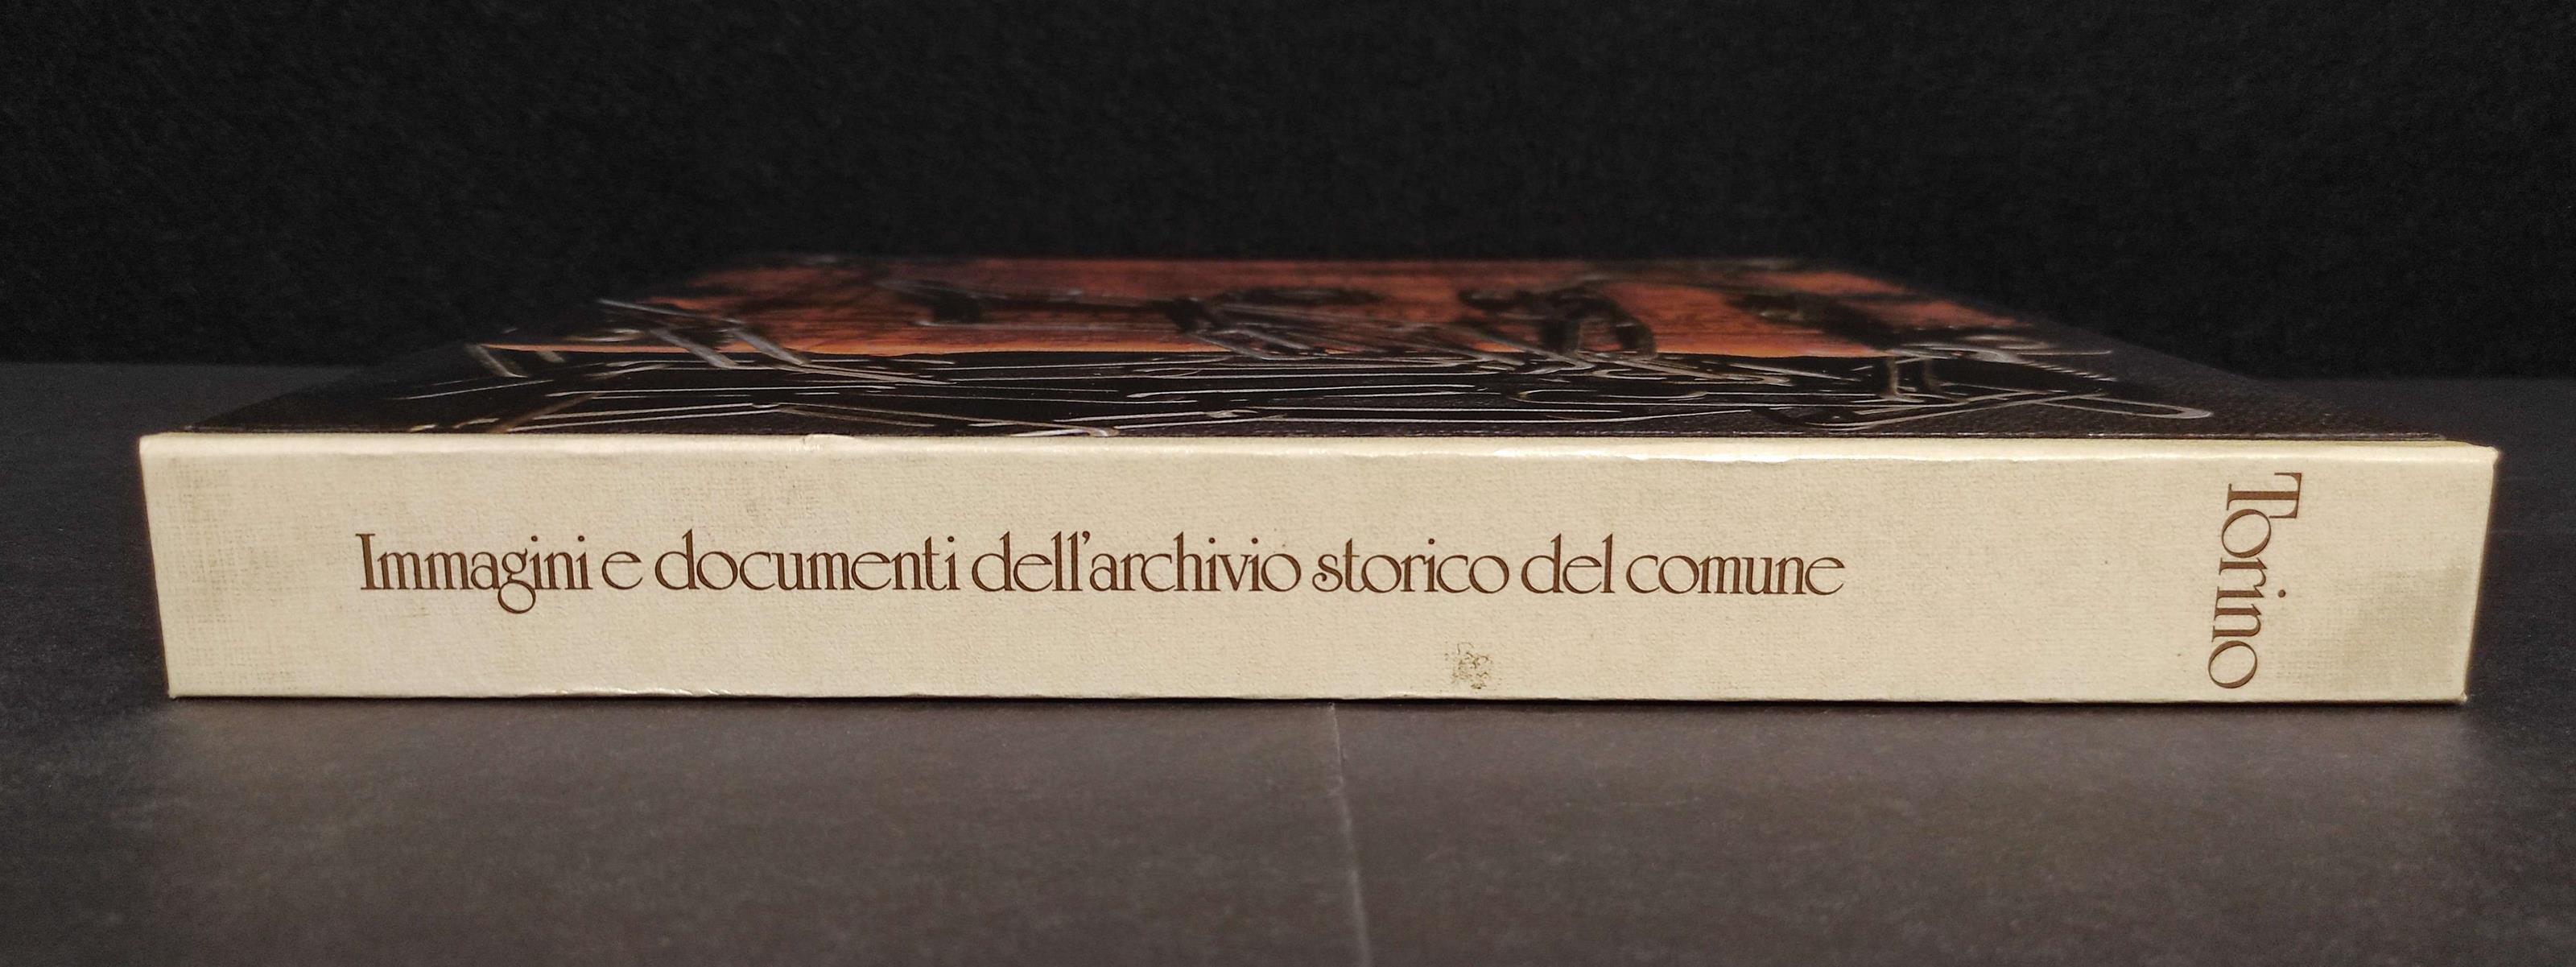 Immagini e documenti dell'archivio storico del comune
Torino